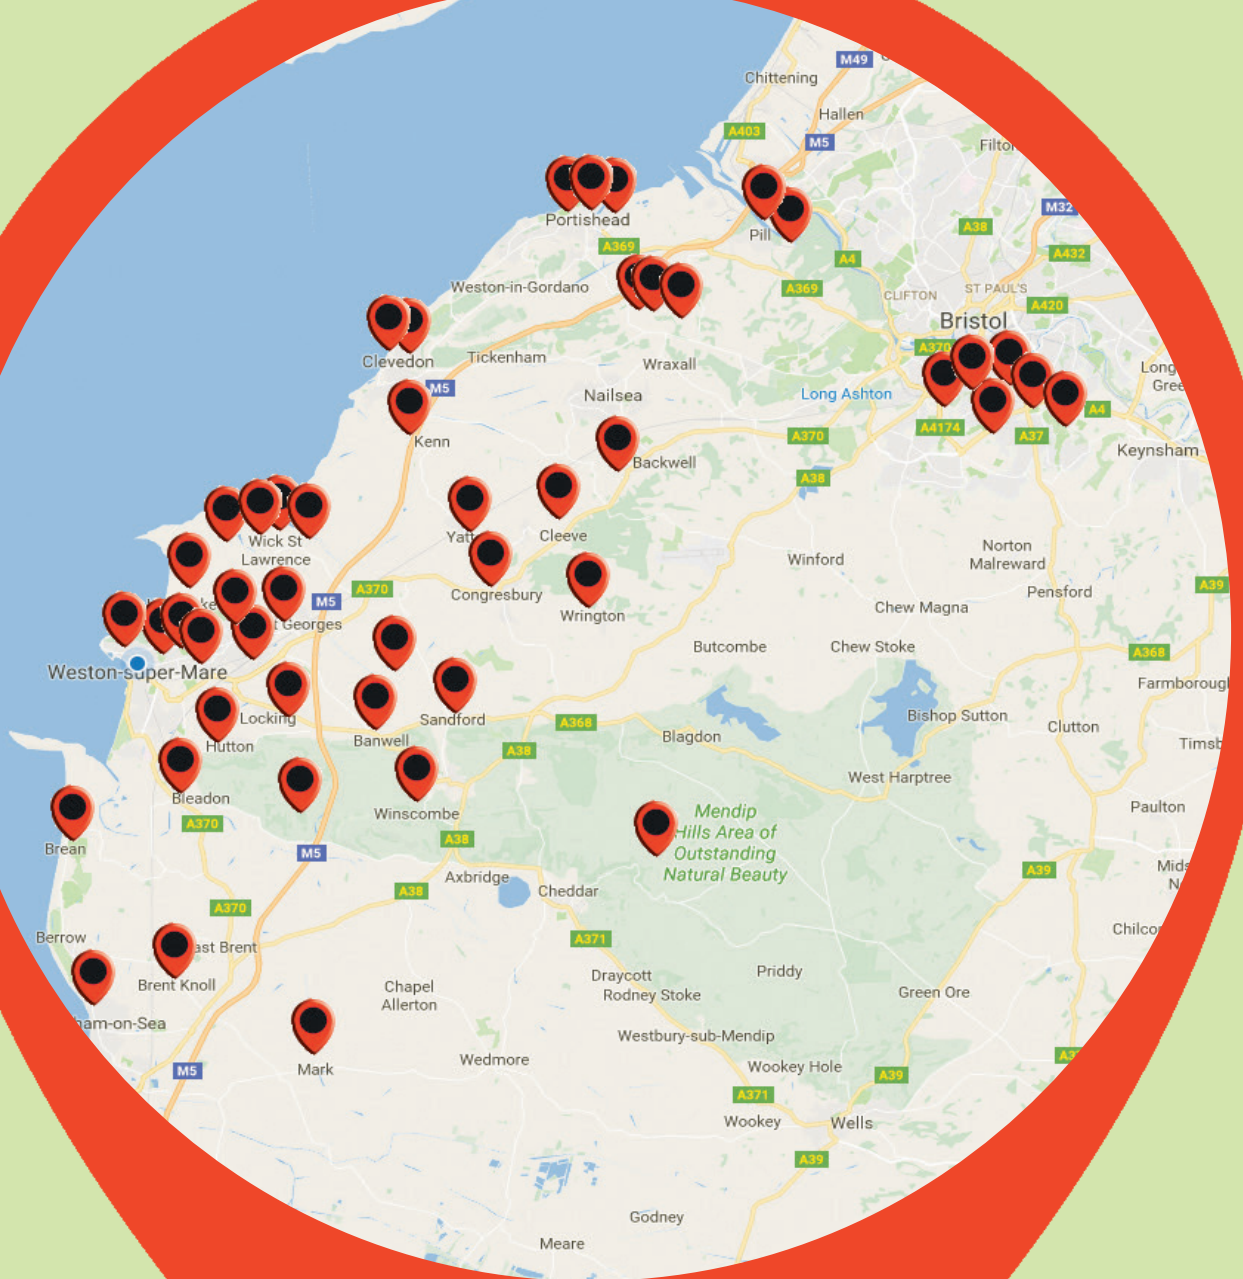 M49
Chittening
Hallen
A403
M5
M32
A38
Portishead
Pill
A369
A4
A432
Weston-in-Gordano
A369
CLIFTON
ST PAUL'S
A420
Bristol
A370
Clevedon
Tickenham
Wraxall
Long
Gree
M5
Nailsea
Long Ashton
A4
A4174
A370
A37
Kenn
Keynsham
Backwell
A38
Wick St
Lawrence
Cleeve
Winford
Norton
Malreward
A370
M5
Congresbury
Pensford
A39
Wrington
Chew Magna
t Georges
Butcombe
Chew Stoke
A368
Weston-super-Mare
Farmborough
Locking
Sandford
A368
Bishop Sutton
Clutton
Hutton
Banwell
Blagdon
A38
Timsb
West Harptree
Bleadon
Winscombe
Mendip
Hills Area of
Outstanding
Natural Beauty
Paulton
A370
A38
Brean
M5
Axbridge
Cheddar
A38
A39
Mids
N
A370
Berrow
A371
ast Brent
Chilco
Brent Knoll
Chapel
Allerton
Draycott
Rodney Stoke
Priddy
Green Ore
ham-on-Sea
Westbury-sub-Mendip
Mark
Wedmore
Wookey Hole
M5
A39
A371
Wookey
Wells
A39
Godney
Meare